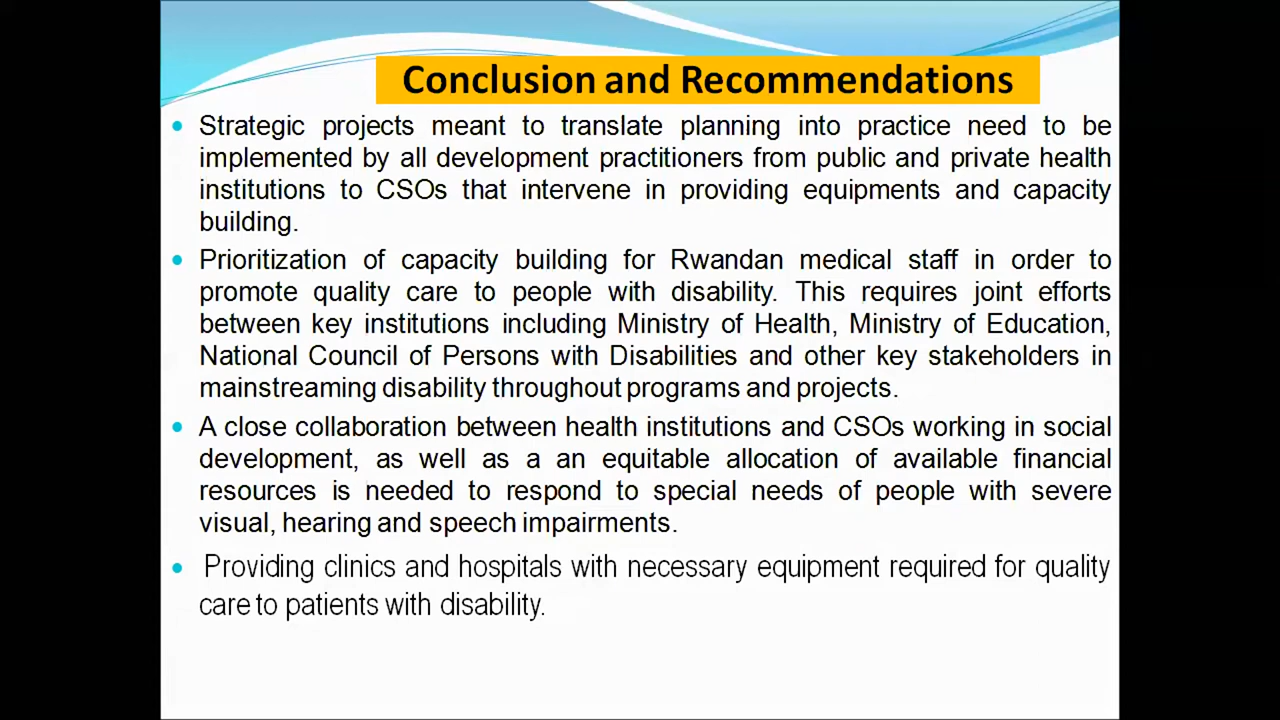 Conclusion and Recommendations
• Strategic projects meant to translate planning into practice need to be
implemented by all development practitioners from public and private health
institutions to CSOs that intervene in providing equipments and capacity
building.
• Prioritization of capacity building for Rwandan medical staff in order to
promote quality care to people with disability. This requires joint efforts
between key institutions including Ministry of Health, Ministry of Education,
National Council of Persons with Disabilities and other key stakeholders in
mainstreaming disability throughout programs and projects.
• A close collaboration between health institutions and CSOs working in social
development, as well as a an equitable allocation of available financial
resources is needed to respond to special needs of people with severe
visual, hearing and speech impairments.
• Providing clinics and hospitals with necessary equipment required for quality
care to patients with disability.